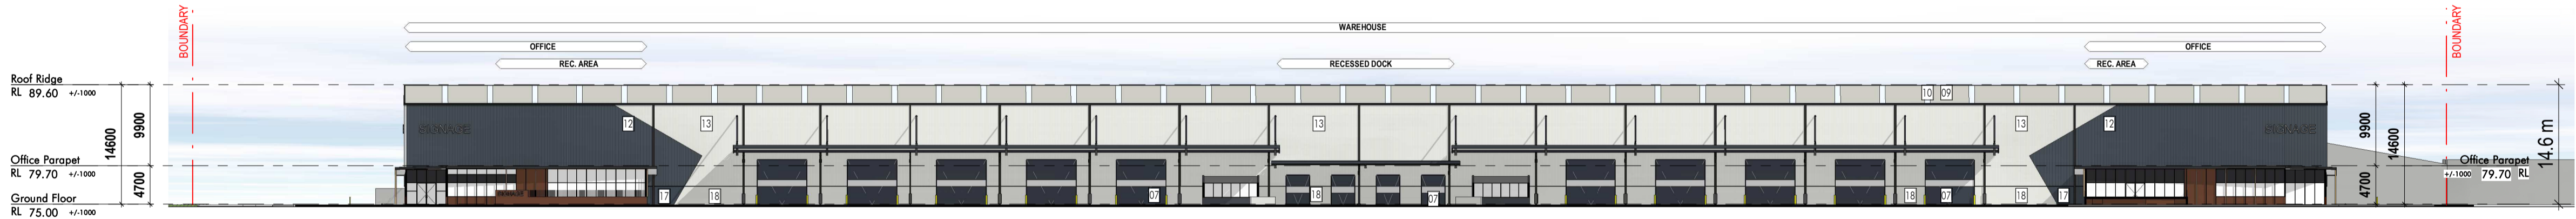 BOUNDARY
BOUNDARY
WAREHOUSE
OFFICE
OFFICE
REC. AREA
RECESSED DOCK
REC. AREA
Roof Ridge
RL 89.60 +/-1000
10 09
14600
9900
SIGNAGE
12
13
13
13
12
SIGNAGE
9900
14600
14.6 m
Office Parapet
RL 79.70 +/-1000
Office Parapet
+/-1000 79.70 RL
4700
17
18
07
18
07
18
07
18
17
4700
Ground Floor
RL 75.00 +/-1000